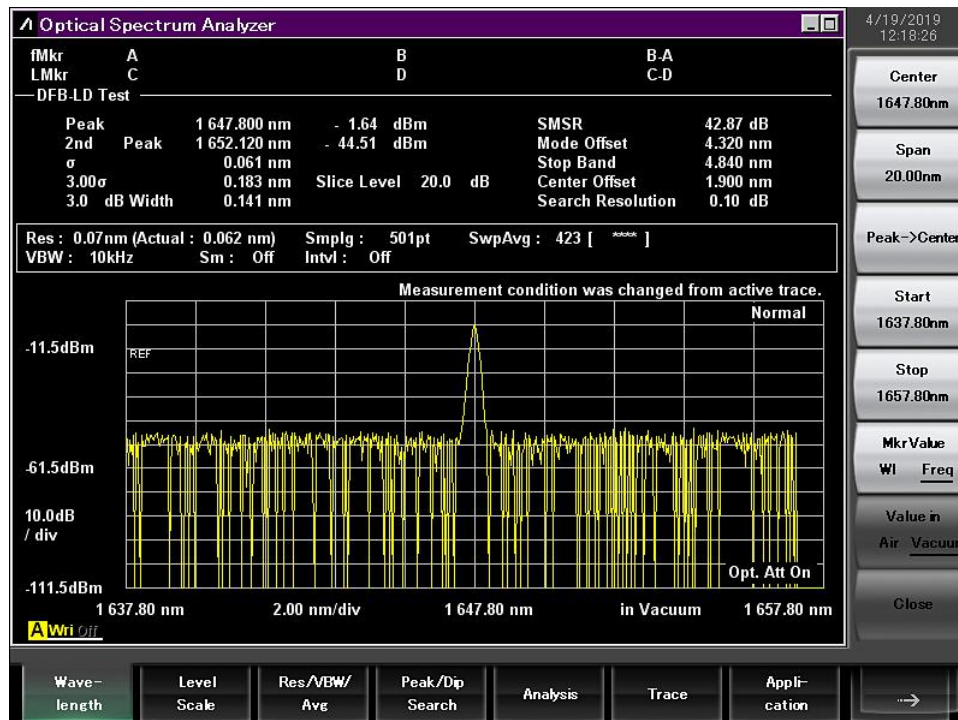 Optical Spectrum Analyzer
4/19/2019
12:18:26
fMkr A B B-A
LMkr C D C-D
DFB-LD Test
Peak 1 647.800 nm - 1.64 dBm SMSR 42.87 dB
2nd Peak 1 652.120 nm - 44.51 dBm Mode Offset 4.320 nm
σ 0.061 nm Stop Band 4.840 nm
3.00σ 0.183 nm Slice Level 20.0 dB Center Offset 1.900 nm
3.0 dB Width 0.141 nm Search Resolution 0.10 dB
Res : 0.07nm (Actual : 0.062 nm) Smplg : 501pt SwpAvg : 423 [ **** ]
VBW : 10kHz Sm : Off Intvl : Off
Measurement condition was changed from active trace.
Normal
-11.5dBm
REF
-61.5dBm
10.0dB
/ div
Opt. Att On
-111.5dBm
1 637.80 nm 2.00 nm/div 1 647.80 nm in Vacuum 1 657.80 nm
A Wri Off
Center
1647.80nm
Span
20.00nm
Peak->Center
Start
1637.80nm
Stop
1657.80nm
MkrValue
Wl Freq
Value in
Air Vacuu
Close
Wave-
length
Level
Scale
Res/VBW/
Avg
Peak/Dip
Search
Analysis
Trace
Appli-
cation